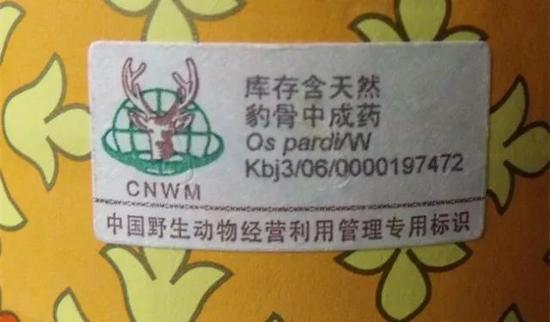 库存含天然
豹骨中成药
Os pardi/W
Kbj3/06/0000197472
CNWM
中国野生动物经营利用管理专用标识